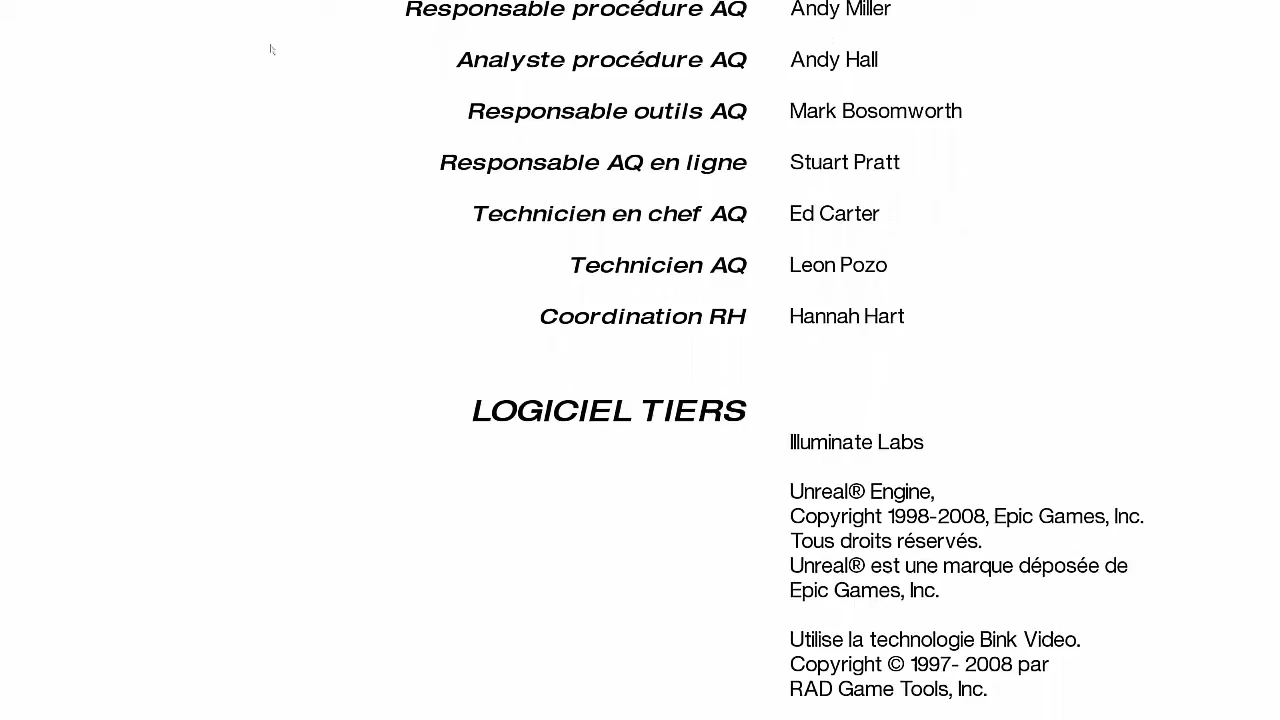 Responsable procédure AQ Andy Miller
Analyste procédure AQ Andy Hall
Responsable outils AQ Mark Bosomworth
Responsable AQ en ligne Stuart Pratt
Technicien en chef AQ Ed Carter
Technicien AQ Leon Pozo
Coordination RH Hannah Hart
LOGICIEL TIERS
Illuminate Labs
Unreal® Engine,
Copyright 1998-2008, Epic Games, Inc.
Tous droits réservés.
Unreal® est une marque déposée de
Epic Games, Inc.
Utilise la technologie Bink Video.
Copyright © 1997- 2008 par
RAD Game Tools, Inc.